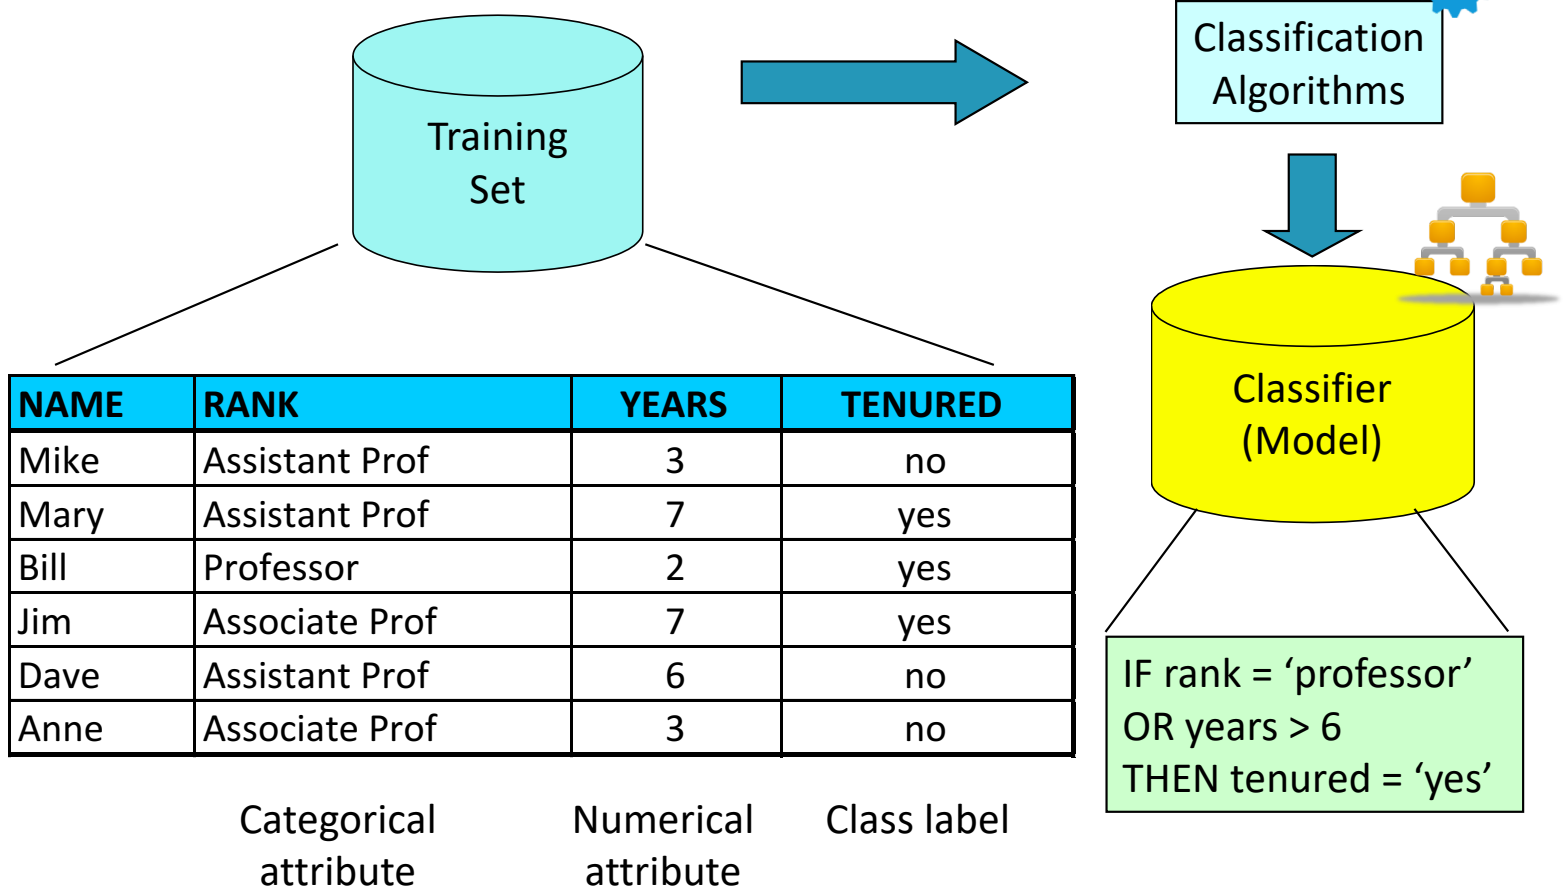 Training
Set
Classification
Algorithms
Classifier
(Model)
NAME RANK YEARS TENURED
Mike Assistant Prof 3 no
Mary Assistant Prof 7 yes
Bill Professor 2 yes
Jim Associate Prof 7 yes
Dave Assistant Prof 6 no
Anne Associate Prof 3 no
IF rank = ‘professor’
OR years > 6
THEN tenured = ‘yes’
Categorical
attribute
Numerical
attribute
Class label